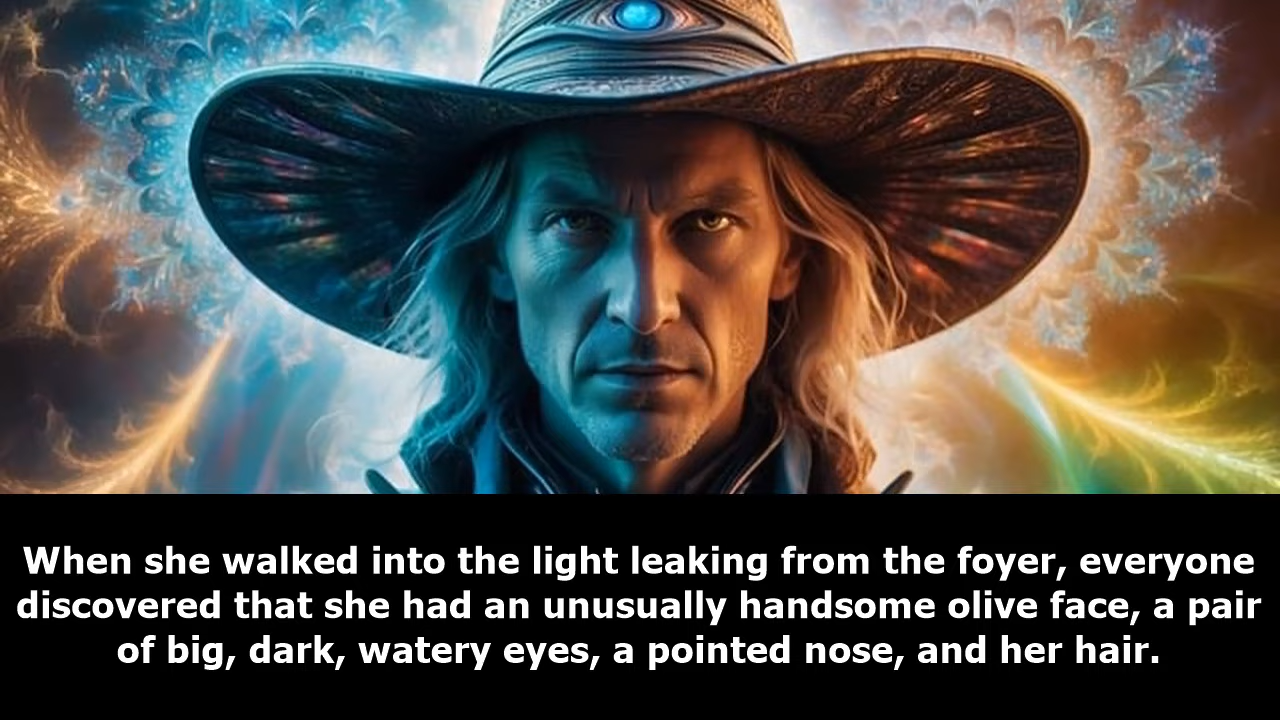 When she walked into the light leaking from the foyer, everyone
discovered that she had an unusually handsome olive face, a pair
of big, dark, watery eyes, a pointed nose, and her hair.